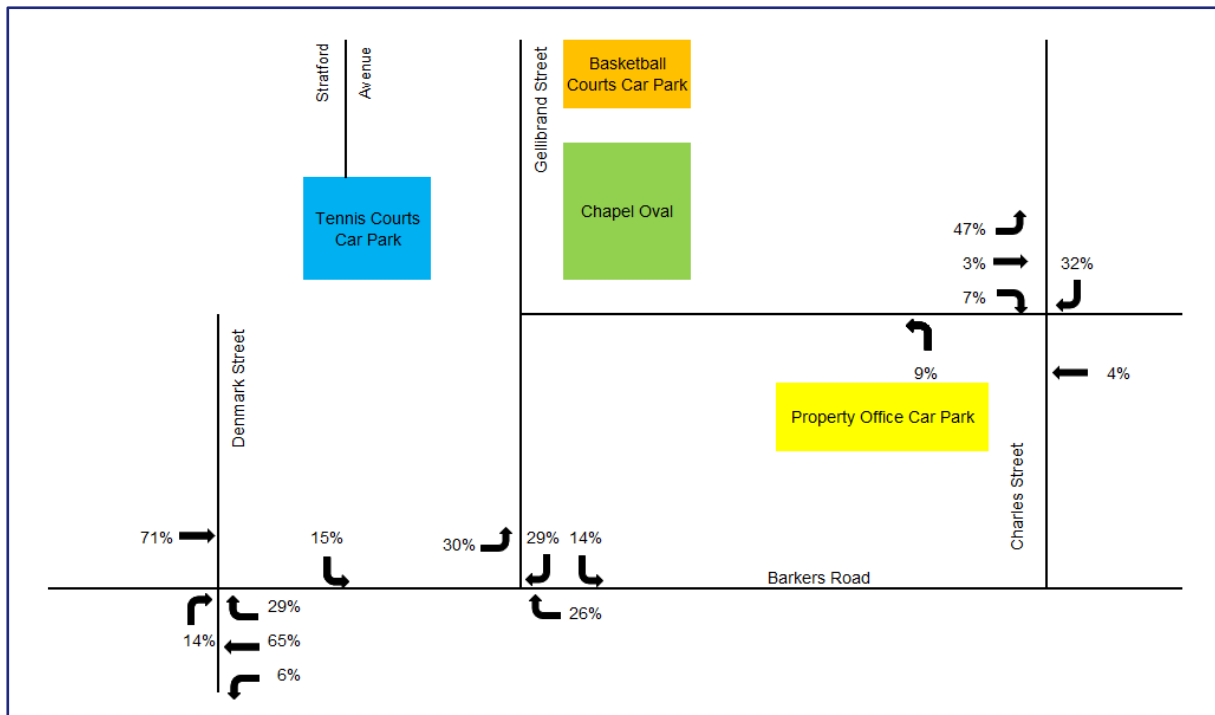 Stratford
Avenue
Gellibrand Street
Basketball
Courts Car Park
Tennis Courts
Car Park
Chapel Oval
47%
3%
32%
7%
9%
4%
Property Office Car Park
Denmark Street
Charles Street
71%
15%
30%
29%
14%
Barkers Road
29%
26%
14%
65%
6%